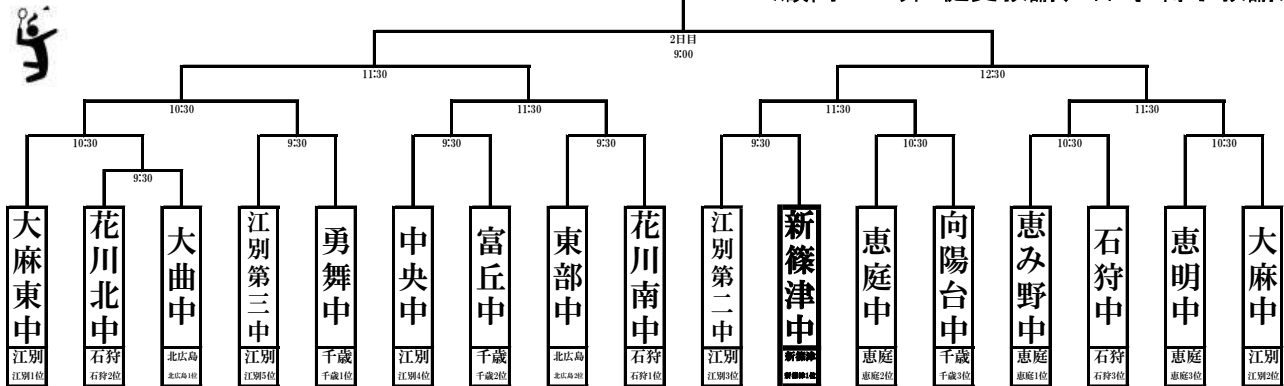 2日目
9:00
11:30
12:30
10:30
11:30
11:30
11:30
10:30
9:30
9:30
9:30
9:30
10:30
10:30
10:30
9:30
大麻東中
江別
江別1位
花川北中
石狩
石狩2位
大曲中
北広島
北広島1位
江別第三中
江別
江別5位
勇舞中
千歳
千歳1位
中央中
江別
江別4位
富丘中
千歳
千歳2位
東部中
北広島
北広島2位
花川南中
石狩
石狩1位
江別第二中
江別
江別3位
新篠津中
新篠津
新篠津1位
恵庭中
恵庭
恵庭2位
向陽台中
千歳
千歳3位
恵み野中
恵庭
恵庭1位
石狩中
石狩
石狩3位
恵明中
恵庭
恵庭3位
大麻中
江別
江別2位